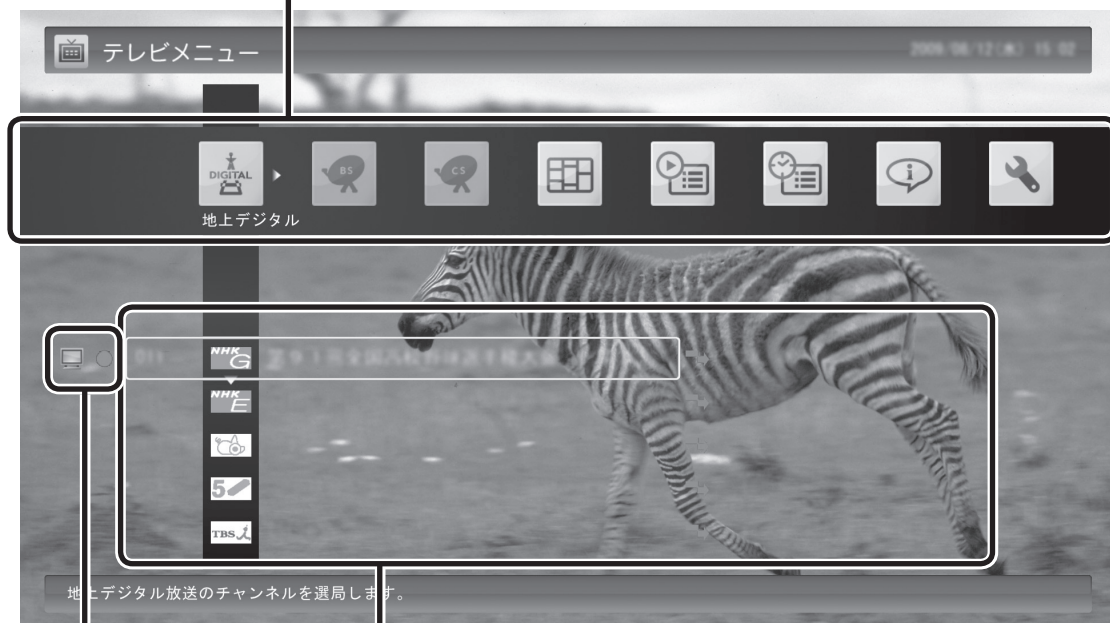 テレビメニュー
2009/08/12(水) 15:02
DIGITAL
BS
CS
地上デジタル
011
NHK G
NHK E
5
TBS
地上デジタル放送のチャンネルを選局します。